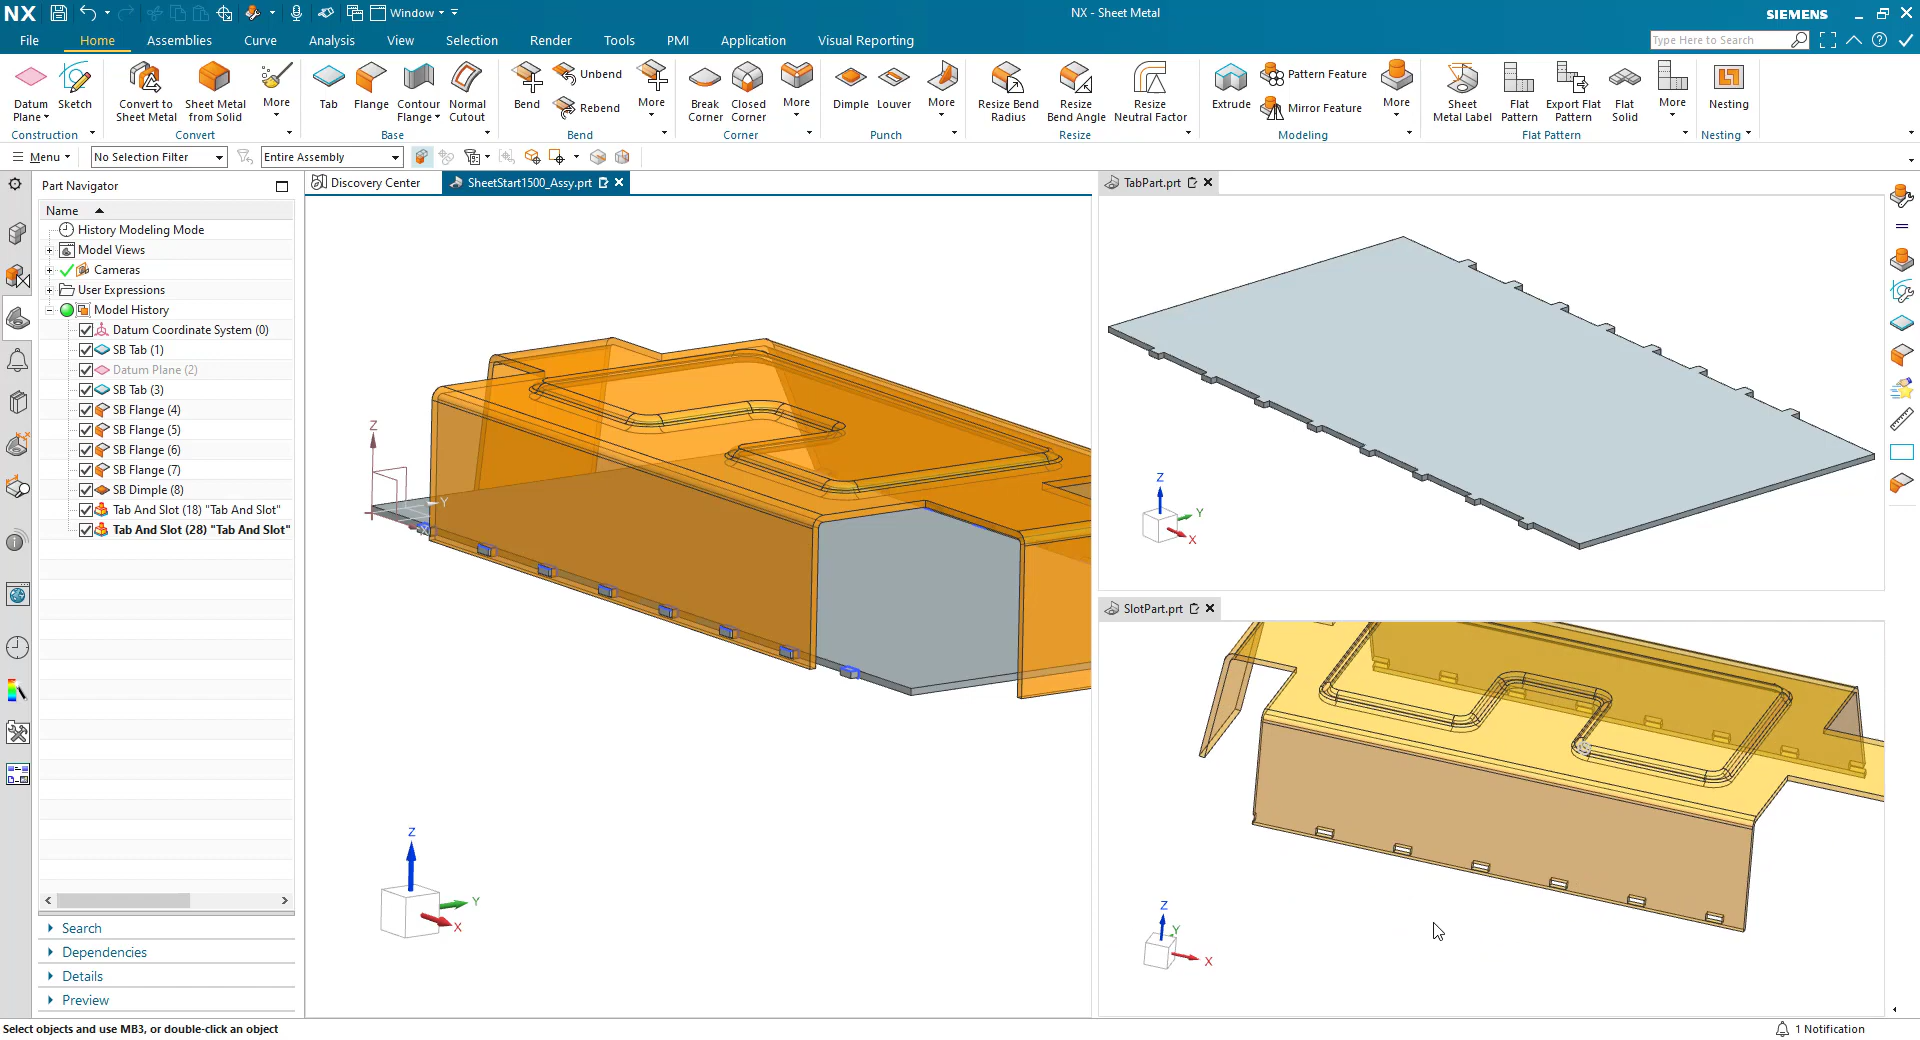 NX
Window
NX - Sheet Metal
SIEMENS
File Home Assemblies Curve Analysis View Selection Render Tools PMI Application Visual Reporting
Type Here to Search
Datum Plane
Sketch
Convert to Sheet Metal
Sheet Metal from Solid
More
Tab
Flange
Contour Flange
Normal Cutout
Bend
Unbend
Rebend
More
Break Corner
Closed Corner
More
Dimple
Louver
More
Resize Bend Radius
Resize Bend Angle
Resize Neutral Factor
Extrude
Pattern Feature
Mirror Feature
More
Sheet Metal Label
Flat Pattern
Export Flat Pattern
Flat Solid
More
Nesting
Construction Convert Base Bend Corner Punch Resize Modeling Flat Pattern Nesting
Menu No Selection Filter Entire Assembly
Part Navigator
Name
History Modeling Mode
Model Views
Cameras
User Expressions
Model History
Datum Coordinate System (0)
SB Tab (1)
Datum Plane (2)
SB Tab (3)
SB Flange (4)
SB Flange (5)
SB Flange (6)
SB Flange (7)
SB Dimple (8)
Tab And Slot (18) "Tab And Slot"
Tab And Slot (28) "Tab And Slot"
Search
Dependencies
Details
Preview
Discovery Center
SheetStart1500_Assy.prt
Z
Y
X
Z
Y
X
TabPart.prt
Z
Y
X
SlotPart.prt
Z
Y
X
Select objects and use MB3, or double-click an object
1 Notification